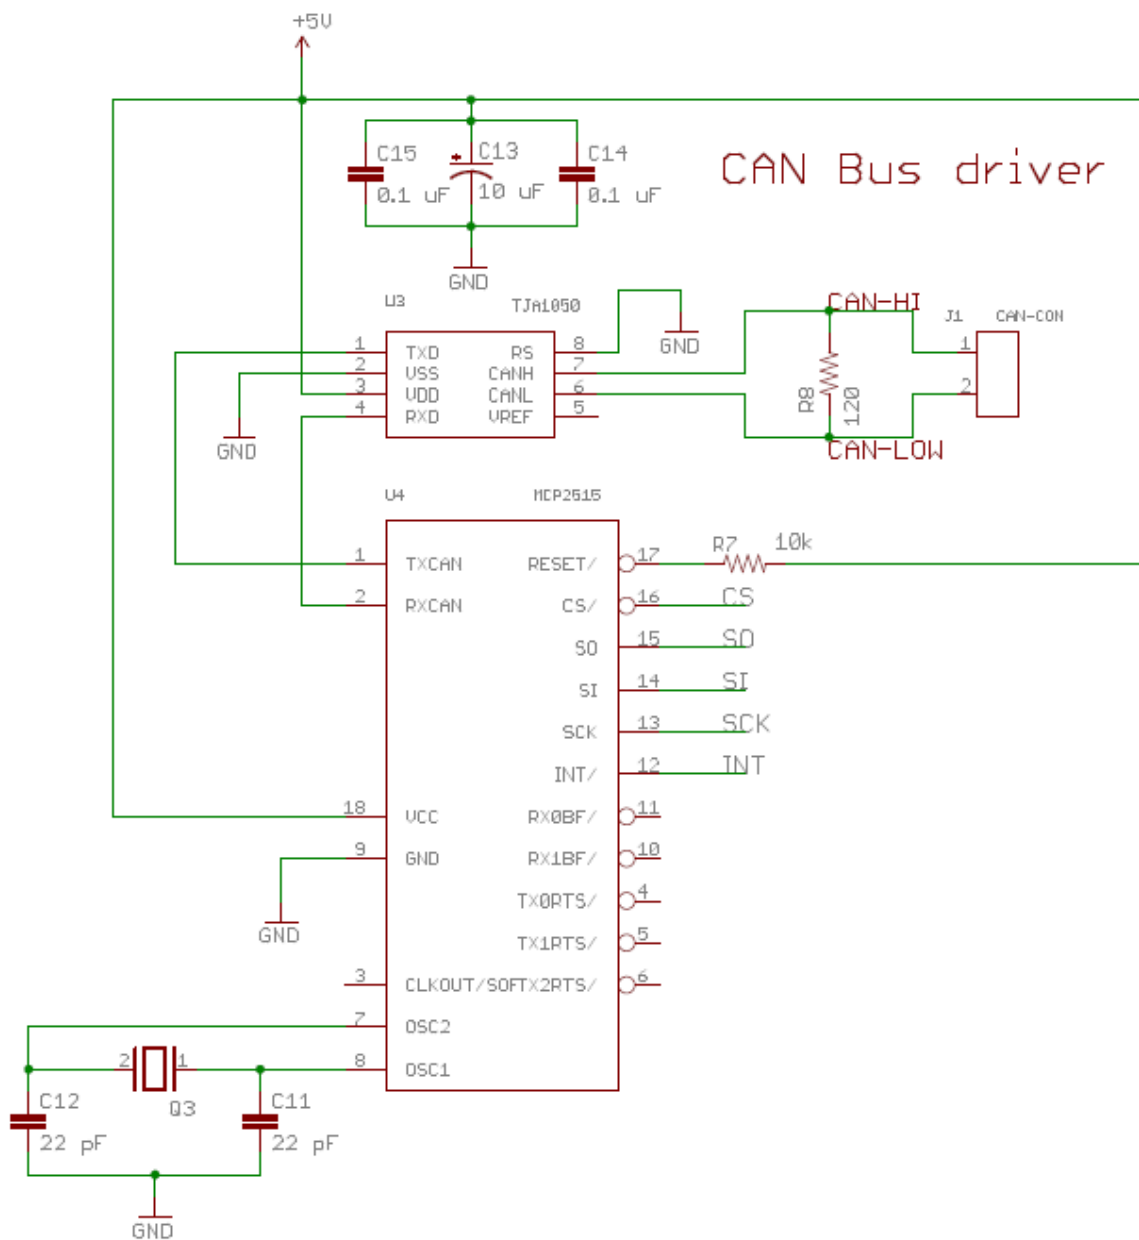 +5V
C15
C13
C14
0.1 uF
10 uF
0.1 uF
CAN Bus driver
GND
U3
TJA1050
CAN-HI
J1
CAN-CON
GND
1
TXD
RS
8
2
VSS
CANH
7
3
VDD
CANL
6
4
RXD
VREF
5
1
2
R8
120
GND
CAN-LOW
U4
MCP2515
1
TXCAN
RESET/
17
R7
10k
2
RXCAN
CS/
16
CS
SO
15
SO
SI
14
SI
SCK
13
SCK
INT/
12
INT
18
VCC
RX0BF/
11
9
GND
RX1BF/
10
TX0RTS/
4
GND
TX1RTS/
5
3
CLKOUT/SOFTX2RTS/
6
7
OSC2
8
OSC1
2
1
Q3
C12
22 pF
C11
22 pF
GND